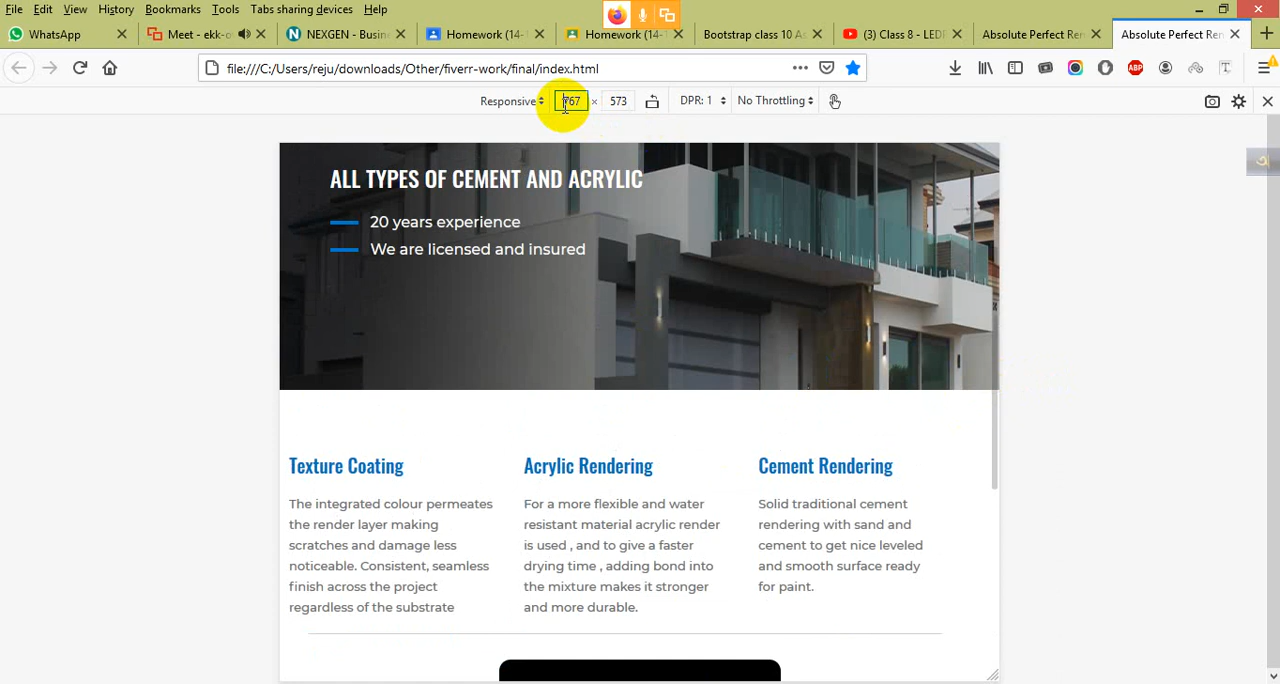 File Edit View History Bookmarks Tools Tabs sharing devices Help
WhatsApp
Meet - ekk-o
NEXGEN - Busin
Homework (14-1
Homework (14-
Bootstrap class 10 As
(3) Class 8 - LEDP
Absolute Perfect Ren
Absolute Perfect Ren
file:///C:/Users/reju/downloads/Other/fiverr-work/final/index.html
ABP
Responsive 767 × 573 DPR: 1 No Throttling
ALL TYPES OF CEMENT AND ACRYLIC
20 years experience
We are licensed and insured
Texture Coating
The integrated colour permeates
the render layer making
scratches and damage less
noticeable. Consistent, seamless
finish across the project
regardless of the substrate
Acrylic Rendering
For a more flexible and water
resistant material acrylic render
is used , and to give a faster
drying time , adding bond into
the mixture makes it stronger
and more durable.
Cement Rendering
Solid traditional cement
rendering with sand and
cement to get nice leveled
and smooth surface ready
for paint.